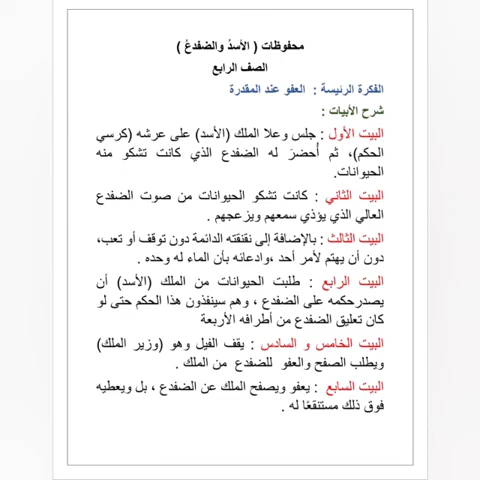 محفوظات ( الأسدُ والضفدعُ )
الصف الرابع
الفكرة الرئيسة : العفو عند المقدرة
شرح الأبيات :
البيت الأول : جلس وعلا الملك (الأسد) على عرشه (كرسي
الحكم)، ثم أُحضرَ له الضفدع الذي كانت تشكو منه
الحيوانات.
البيت الثاني : كانت تشكو الحيوانات من صوت الضفدع
العالي الذي يؤذي سمعهم ويزعجهم .
البيت الثالث : بالإضافة إلى نقنقته الدائمة دون توقف أو تعب،
دون أن يهتم لأمر أحد ،وادعائه بأن الماء له وحده .
البيت الرابع : طلبت الحيوانات من الملك (الأسد) أن
يصدرحكمه على الضفدع ، وهم سينفذون هذا الحكم حتى لو
كان تعليق الضفدع من أطرافه الأربعة
البيت الخامس و السادس : يقف الفيل وهو (وزير الملك)
ويطلب الصفح والعفو للضفدع من الملك .
البيت السابع : يعفو ويصفح الملك عن الضفدع ، بل ويعطيه
فوق ذلك مستنقعًا له .